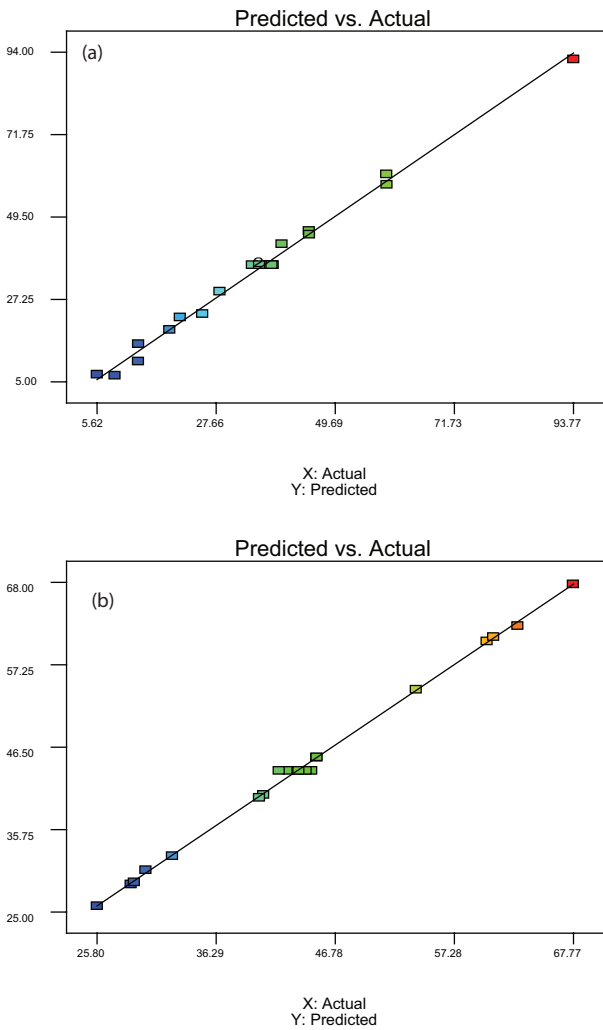 Predicted vs. Actual
(a)
94.00
71.75
49.50
27.25
5.00
5.62 27.66 49.69 71.73 93.77
X: Actual
Y: Predicted
Predicted vs. Actual
(b)
68.00
57.25
46.50
35.75
25.00
25.80 36.29 46.78 57.28 67.77
X: Actual
Y: Predicted